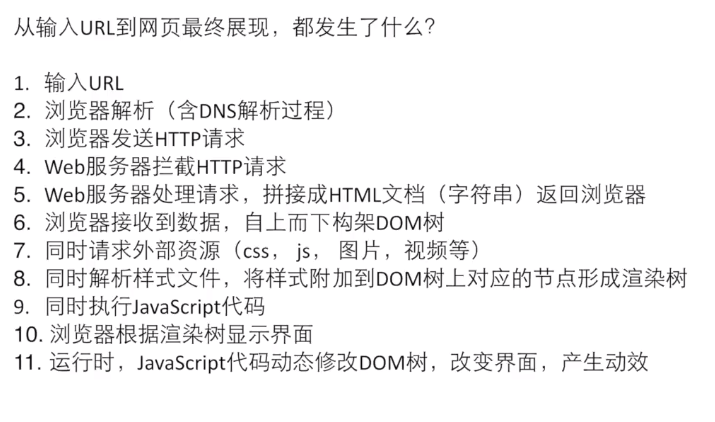 从输入URL到网页最终展现，都发生了什么？
1. 输入URL
2. 浏览器解析（含DNS解析过程）
3. 浏览器发送HTTP请求
4. Web服务器拦截HTTP请求
5. Web服务器处理请求，拼接成HTML文档（字符串）返回浏览器
6. 浏览器接收到数据，自上而下构架DOM树
7. 同时请求外部资源（css， js， 图片，视频等）
8. 同时解析样式文件，将样式附加到DOM树上对应的节点形成渲染树
9. 同时执行JavaScript代码
10. 浏览器根据渲染树显示界面
11. 运行时，JavaScript代码动态修改DOM树，改变界面，产生动效